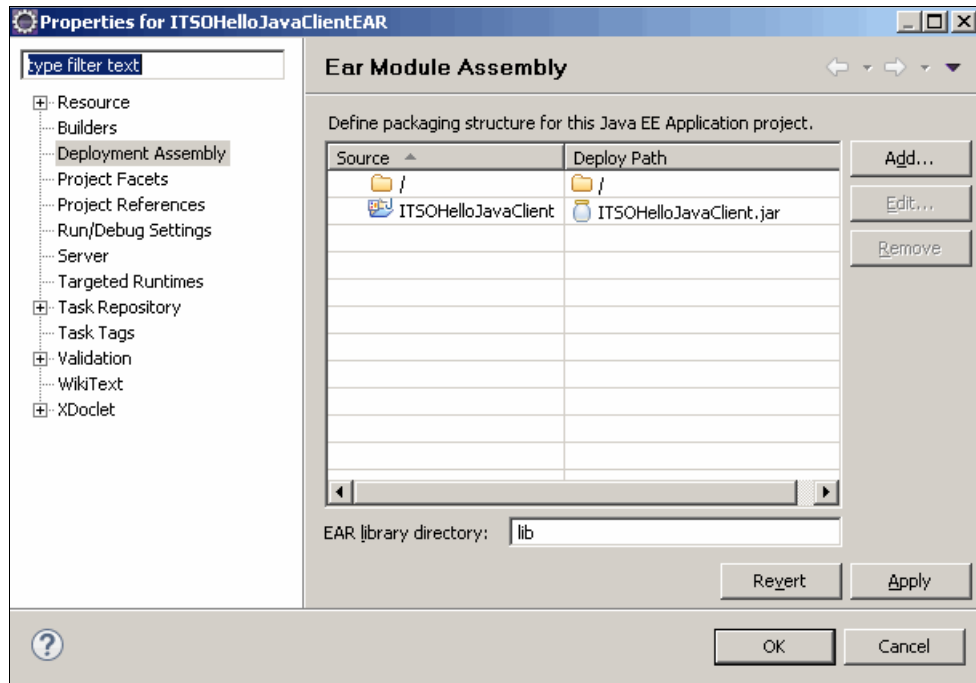 Properties for ITSOHelloJavaClientEAR
type filter text
Resource
Builders
Deployment Assembly
Project Facets
Project References
Run/Debug Settings
Server
Targeted Runtimes
Task Repository
Task Tags
Validation
WikiText
XDoclet
Ear Module Assembly
Define packaging structure for this Java EE Application project.
Source Deploy Path
/ /
ITSOHelloJavaClient ITSOHelloJavaClient.jar
Add...
Edit...
Remove
EAR library directory: lib
Revert Apply
OK Cancel